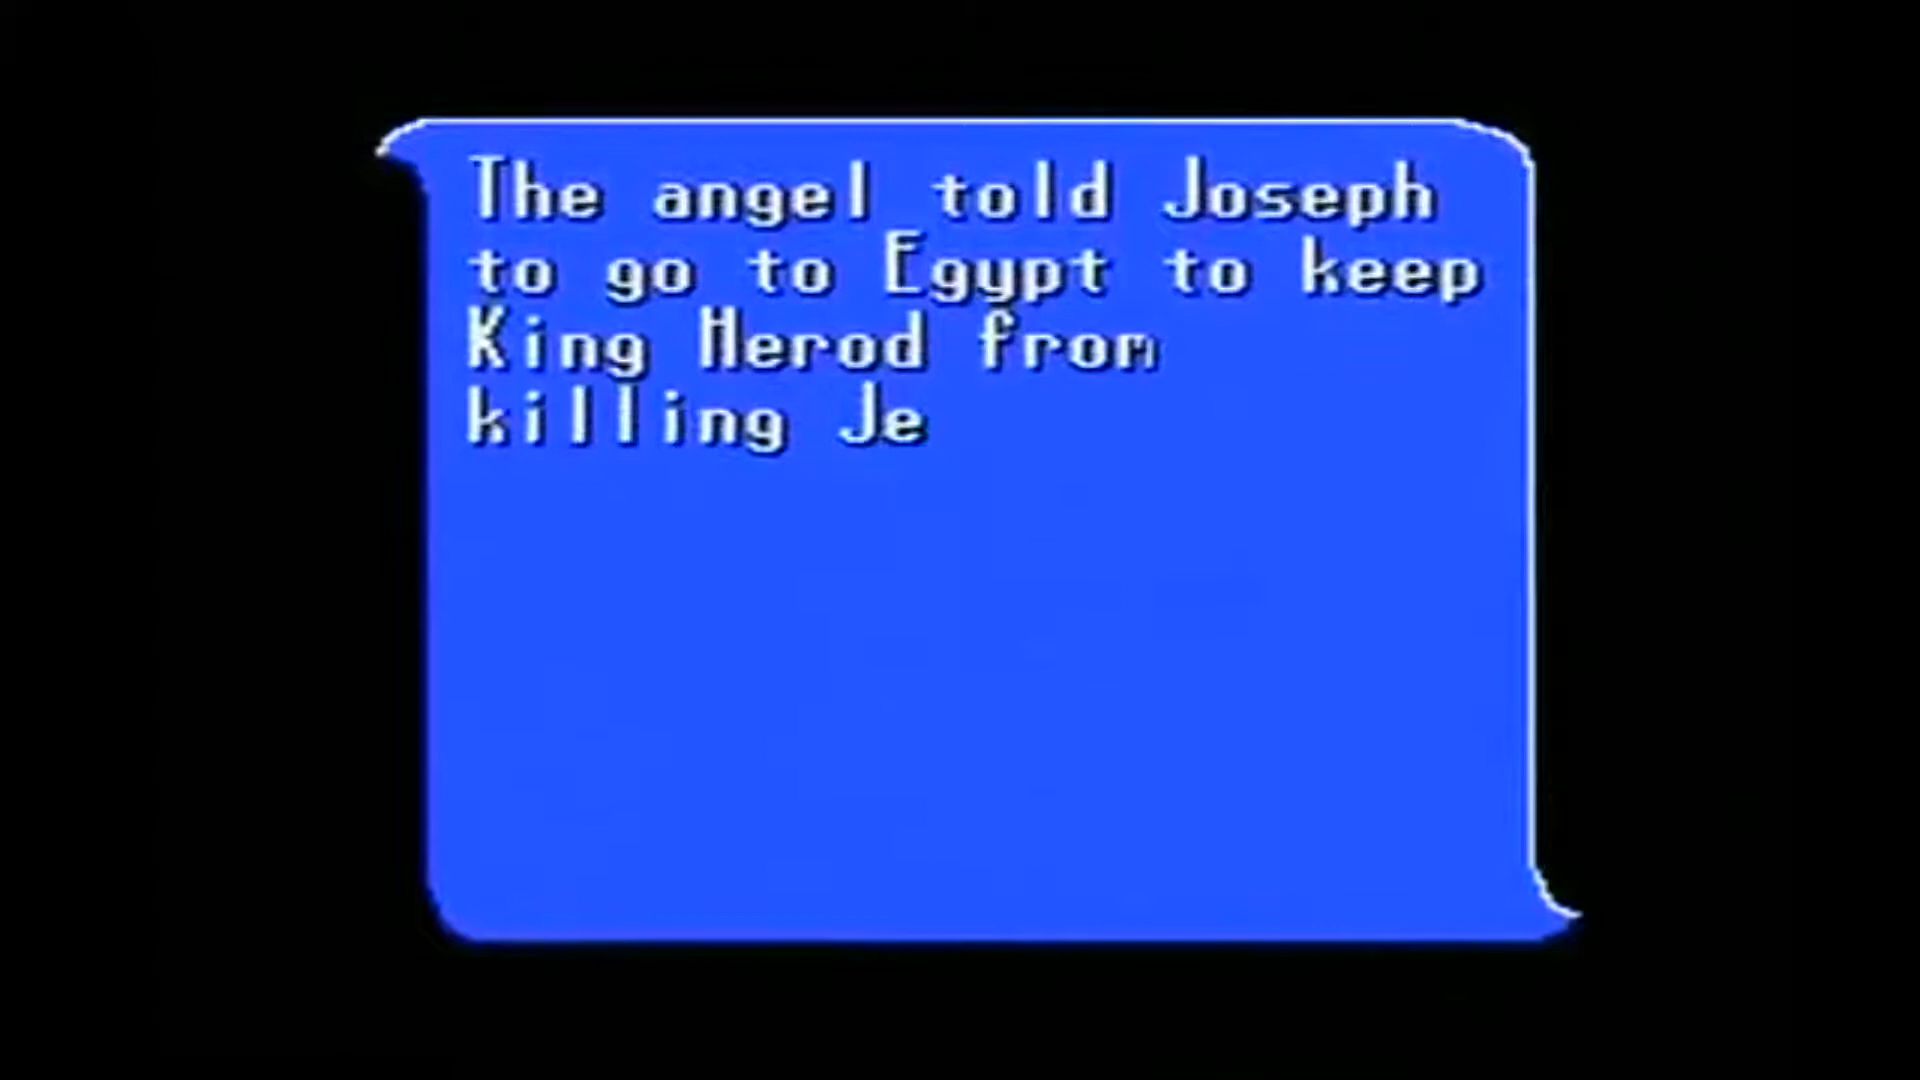 The angel told Joseph
to go to Egypt to keep
King Herod from
killing Je